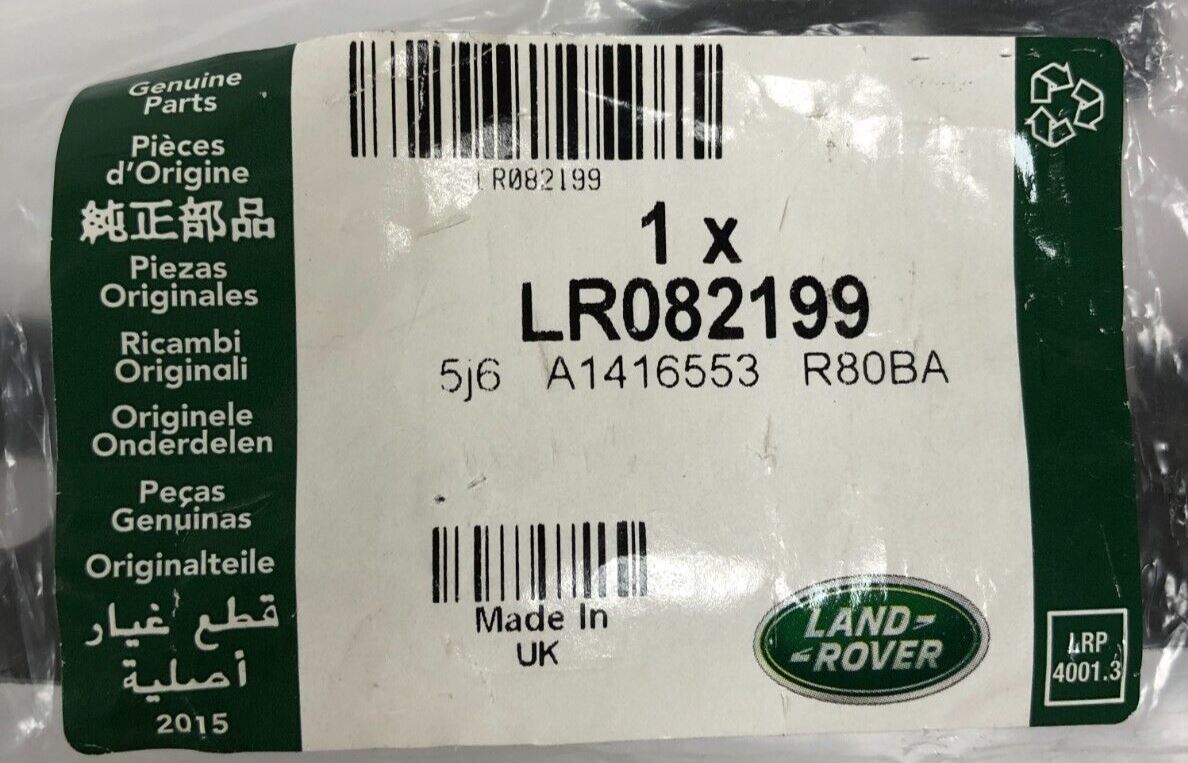 Genuine
Parts
Pièces
d'Origine
純正部品
Piezas
Originales
Ricambi
Originali
Originele
Onderdelen
Peças
Genuinas
Originalteile
قطع غيار
أصلية
2015
LR082199
1 x
LR082199
5j6 A1416553 R80BA
Made In
UK
LAND-
-ROVER
LRP
4001.3